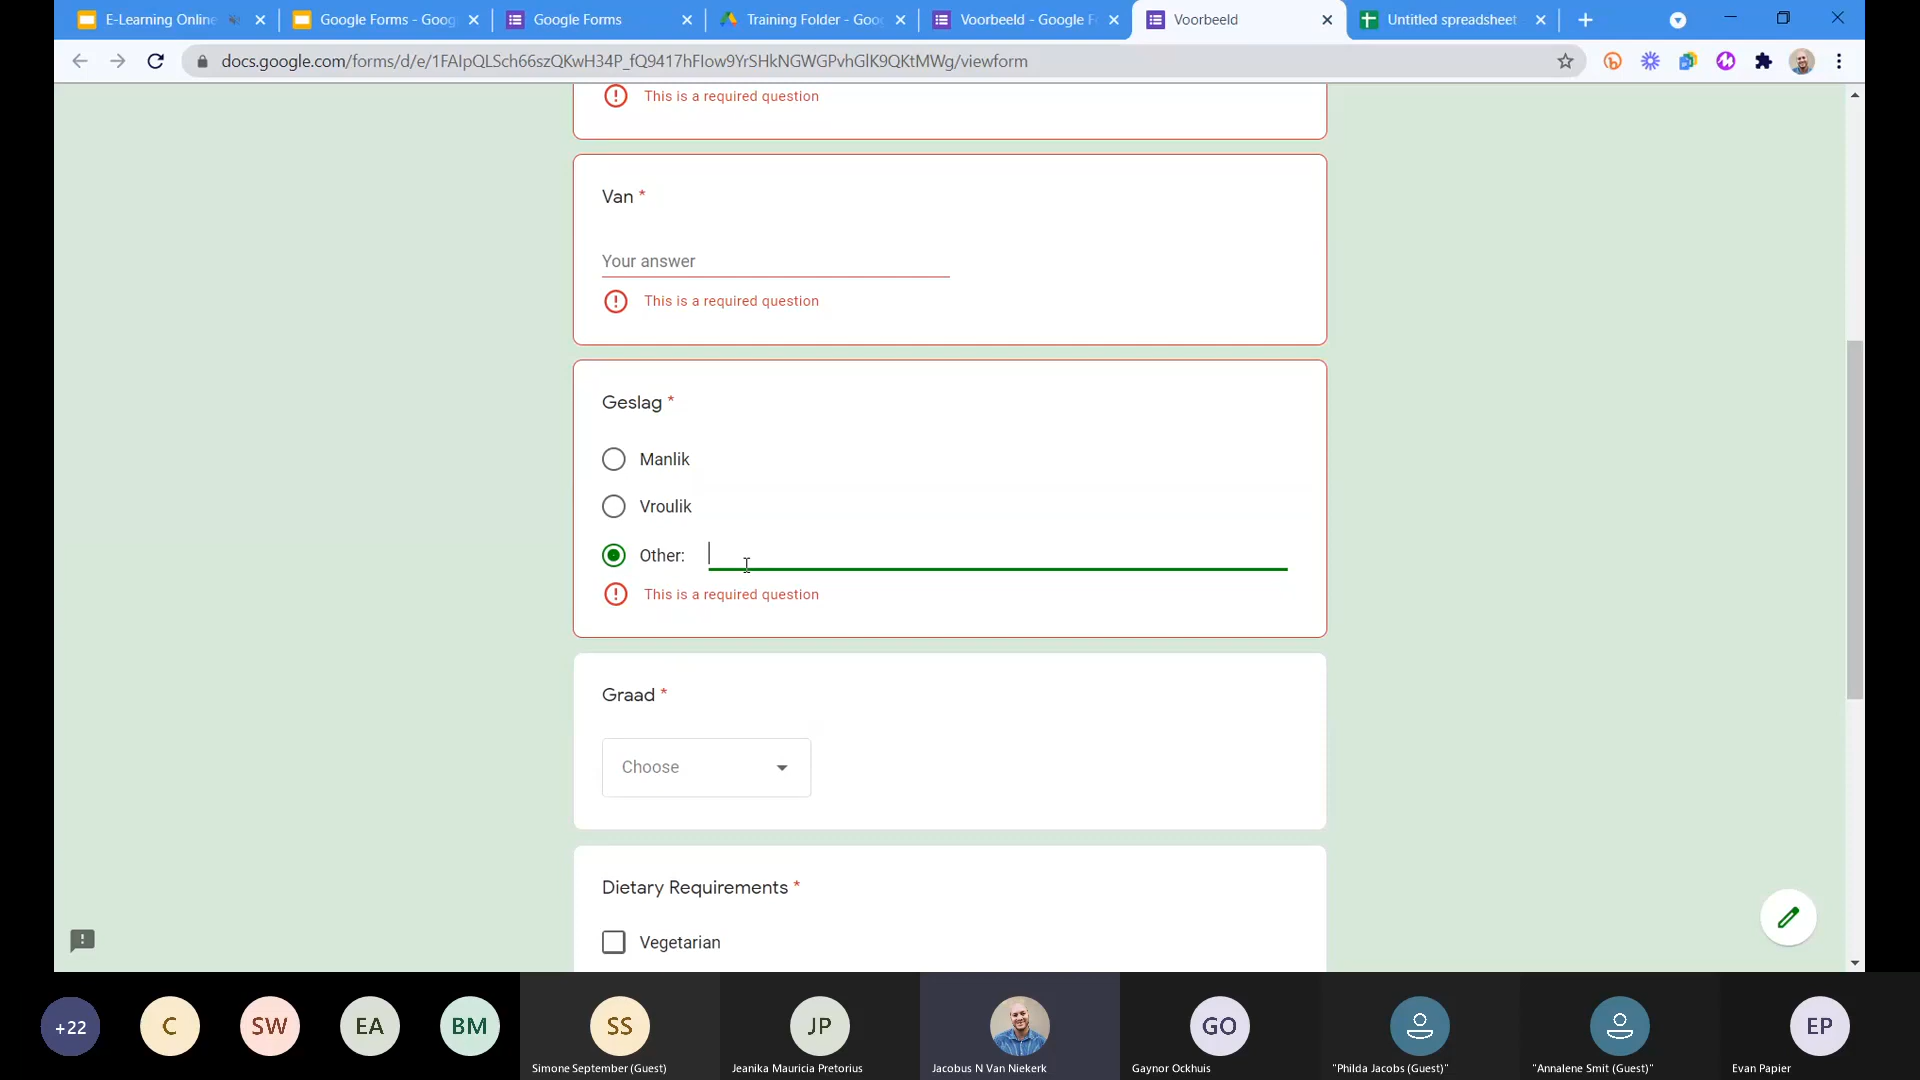 E-Learning Online
Google Forms - Goog
Google Forms
Training Folder - Goo
Voorbeeld - Google F
Voorbeeld
Untitled spreadsheet
docs.google.com/forms/d/e/1FAIpQLSch66szQKwH34P_fQ9417hFIow9YrSHkNGWGPvhGlK9QKtMWg/viewform
This is a required question
Van *
Your answer
This is a required question
Geslag *
Manlik
Vroulik
Other:
This is a required question
Graad *
Choose
Dietary Requirements *
Vegetarian
+22
C
SW
EA
BM
SS
JP
GO
EP
Simone September (Guest)
Jeanika Mauricia Pretorius
Jacobus N Van Niekerk
Gaynor Ockhuis
"Philda Jacobs (Guest)"
"Annalene Smit (Guest)"
Evan Papier